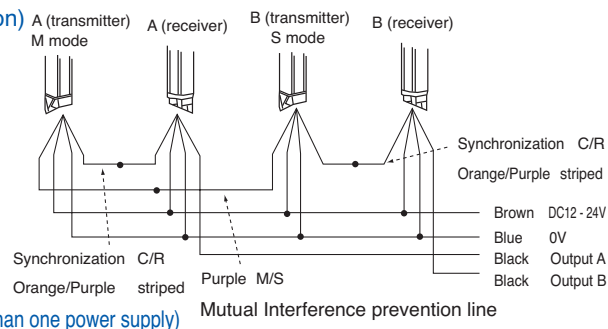 on)
A (transmitter)
M mode
A (receiver)
B (transmitter)
S mode
B (receiver)
Synchronization C/R
Orange/Purple striped
Brown DC12 - 24V
Blue 0V
Black Output A
Black Output B
Synchronization C/R
Orange/Purple striped
Purple M/S
Mutual Interference prevention line
han one power supply)